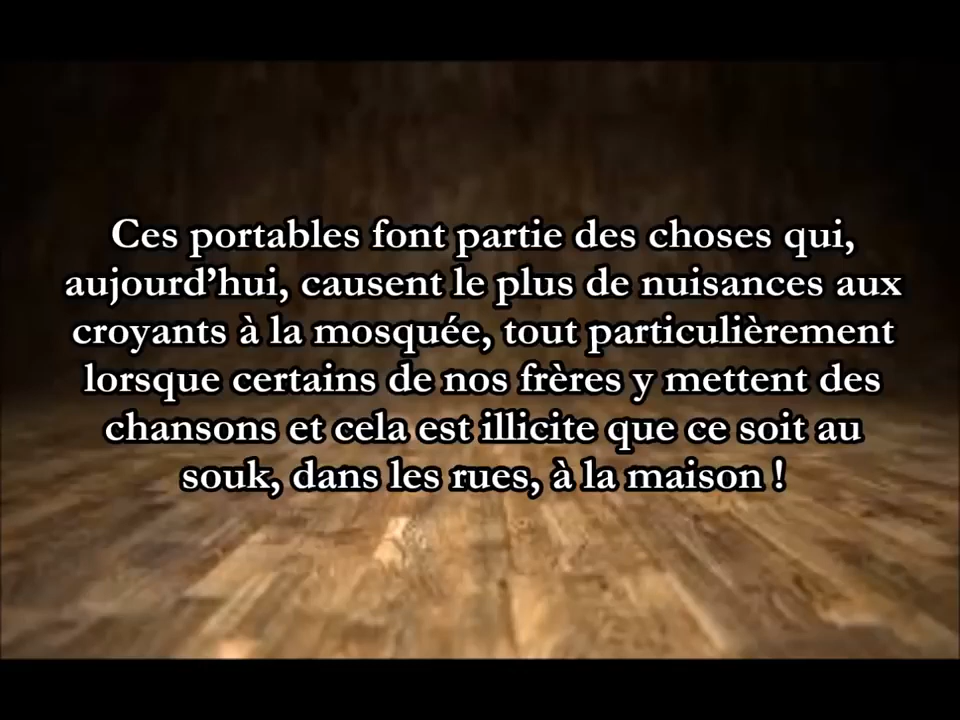 Ces portables font partie des choses qui,
aujourd’hui, causent le plus de nuisances aux
croyants à la mosquée, tout particulièrement
lorsque certains de nos frères y mettent des
chansons et cela est illicite que ce soit au
souk, dans les rues, à la maison !